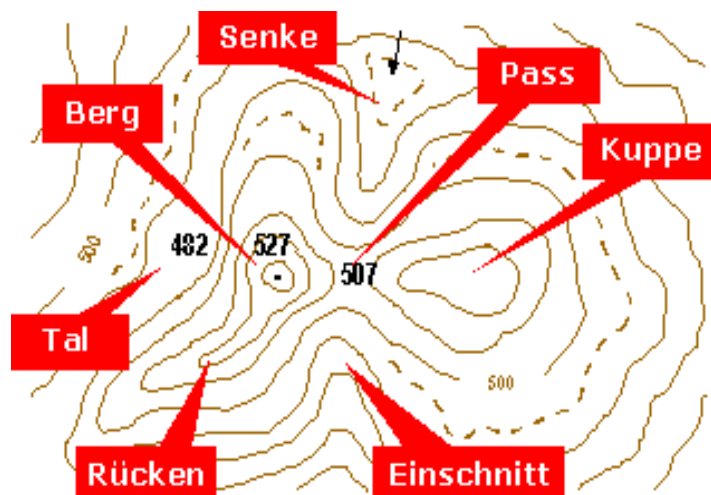 Senke
Pass
Berg
Kuppe
500
482
527
507
Tal
500
Rücken
Einschnitt